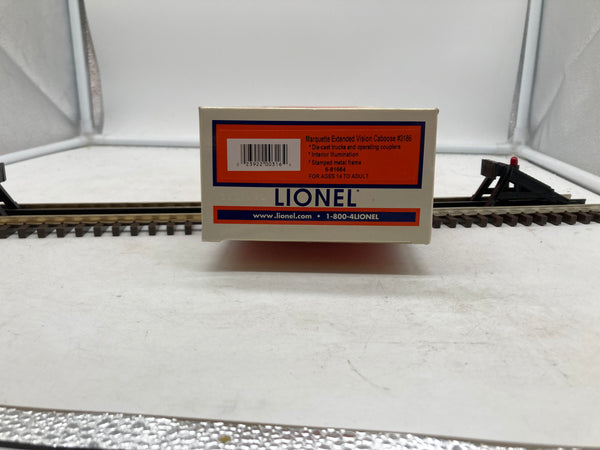 Marquette Extended Vision Caboose #3186
* Die-cast trucks and operating couplers
* Interior Illumination
* Stamped metal frame
6-81664
FOR AGES 14 TO ADULT
LIONEL
www.lionel.com • 1-800-4LIONEL